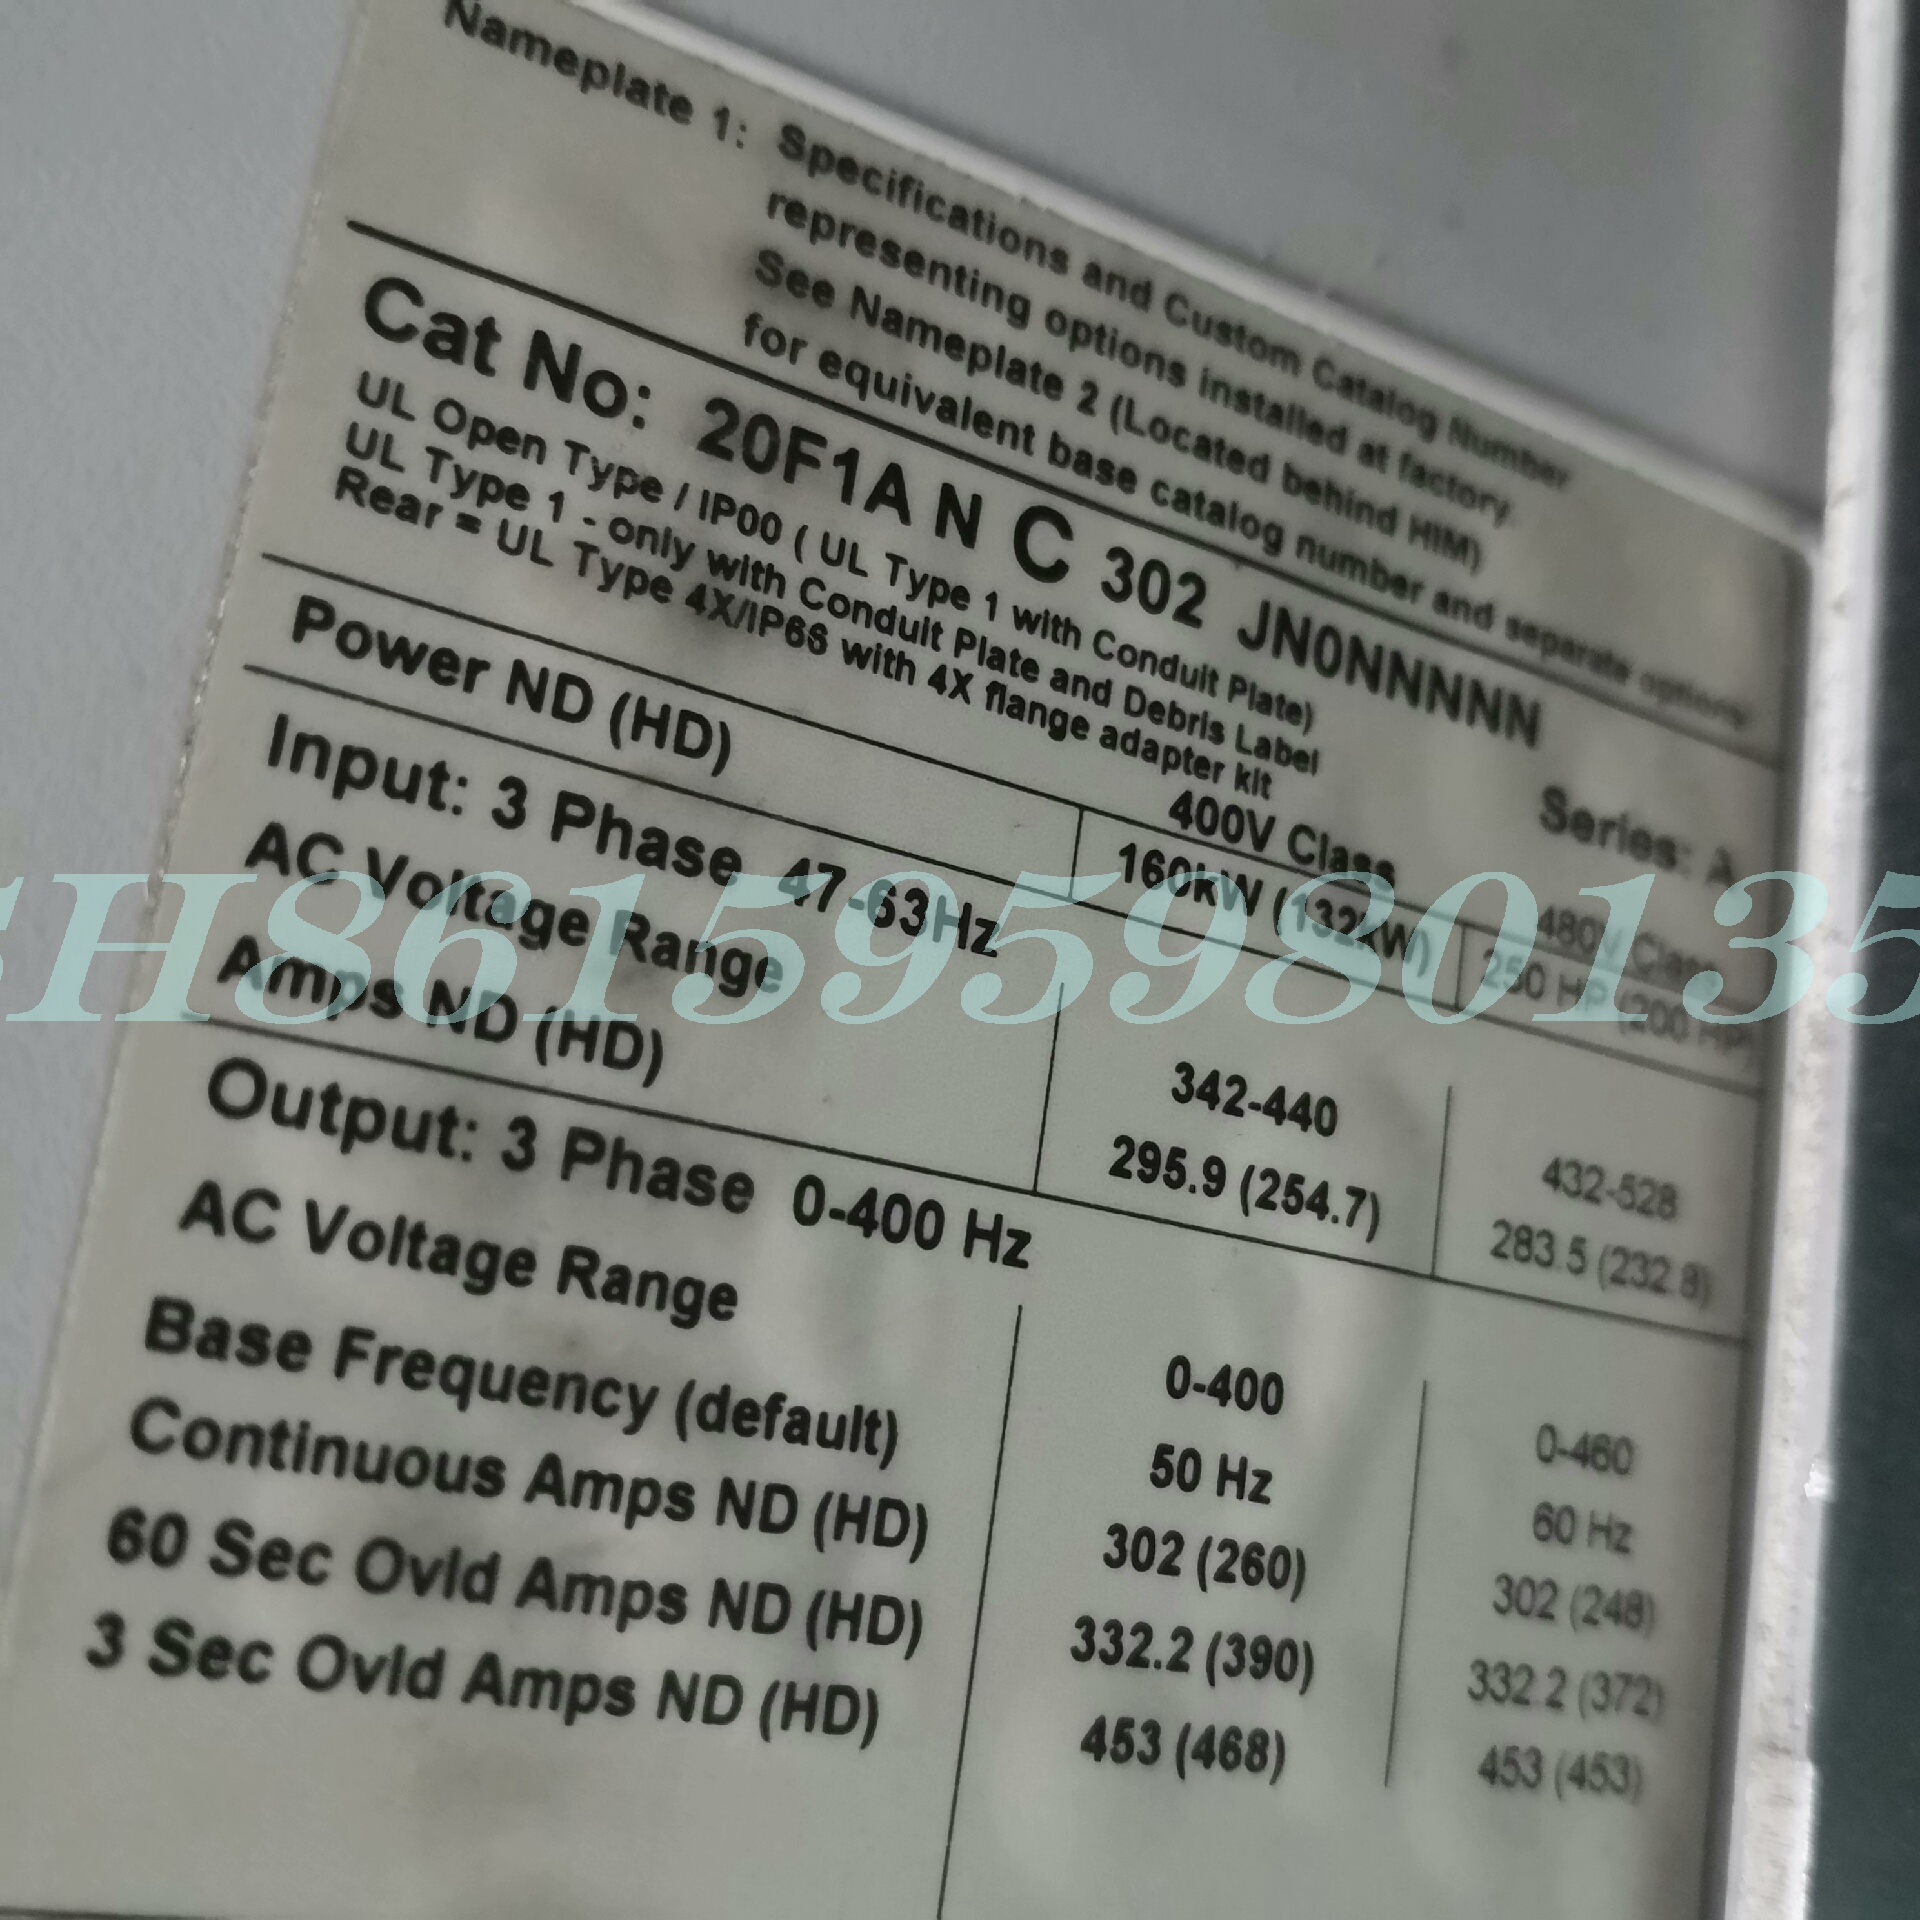 Nameplate 1: Specifications and Custom Catalog Number
representing options installed at factory.
See Nameplate 2 (Located behind HIM)
for equivalent base catalog number and separate options
Cat No: 20F1A N C 302 JN0NNNNN
Series: A
UL Open Type / IP00 ( UL Type 1 with Conduit Plate)
UL Type 1 - only with Conduit Plate and Debris Label
Rear = UL Type 4X/IP66 with 4X flange adapter kit
400V Class 480V Class
Power ND (HD) 160kW (132kW) 250 HP (200 HP)
Input: 3 Phase 47-63Hz
AC Voltage Range 342-440 432-528
Amps ND (HD) 295.9 (254.7) 283.5 (232.8)
Output: 3 Phase 0-400 Hz
AC Voltage Range 0-400 0-460
Base Frequency (default) 50 Hz 60 Hz
Continuous Amps ND (HD) 302 (260) 302 (248)
60 Sec Ovld Amps ND (HD) 332.2 (390) 332.2 (372)
3 Sec Ovld Amps ND (HD) 453 (468) 453 (453)
H861595980135